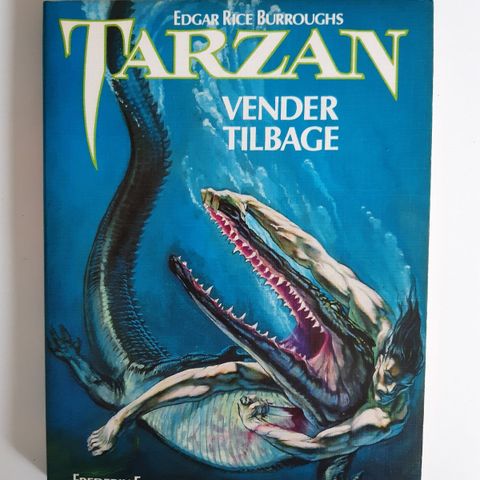 EDGAR RICE BURROUGHS
TARZAN
VENDER
TILBAGE